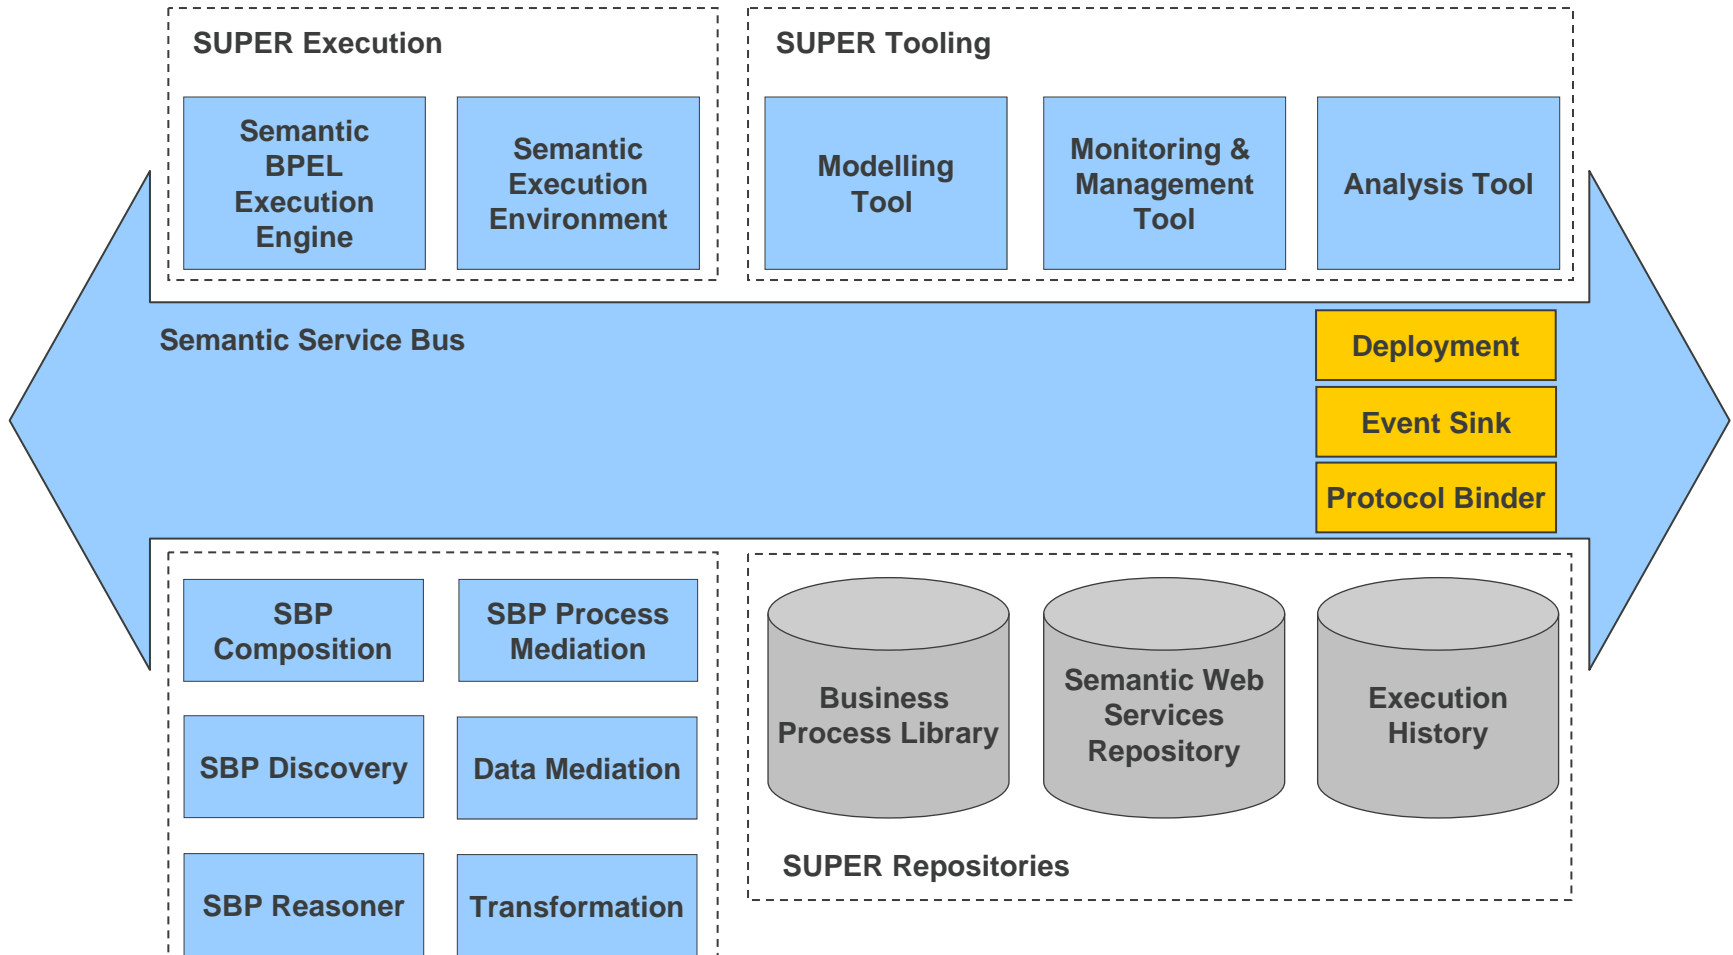 SUPER Execution
Semantic
BPEL
Execution
Engine
Semantic
Execution
Environment
SUPER Tooling
Modelling
Tool
Monitoring &
Management
Tool
Analysis Tool
Semantic Service Bus
Deployment
Event Sink
Protocol Binder
SBP
Composition
SBP Process
Mediation
SBP Discovery
Data Mediation
SBP Reasoner
Transformation
Business
Process Library
Semantic Web
Services
Repository
Execution
History
SUPER Repositories